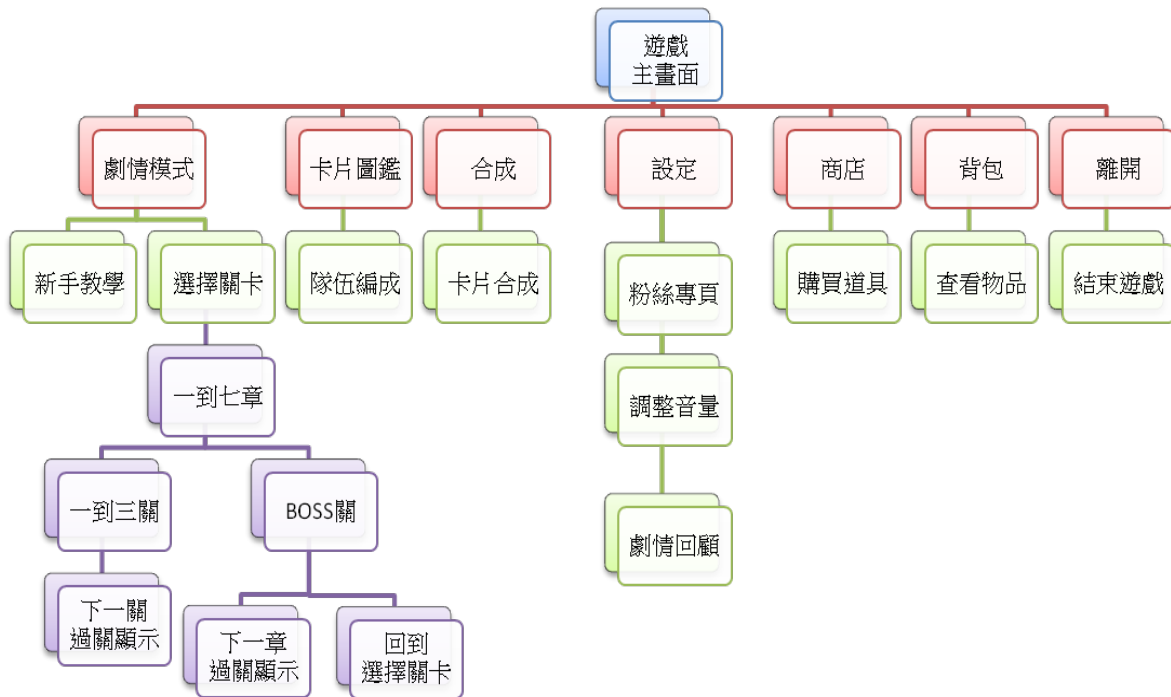 遊戲
主畫面
劇情模式
卡片圖鑑
合成
設定
商店
背包
離開
新手教學
選擇關卡
隊伍編成
卡片合成
粉絲專頁
購買道具
查看物品
結束遊戲
一到七章
調整音量
一到三關
BOSS關
劇情回顧
下一關
過關顯示
下一章
過關顯示
回到
選擇關卡